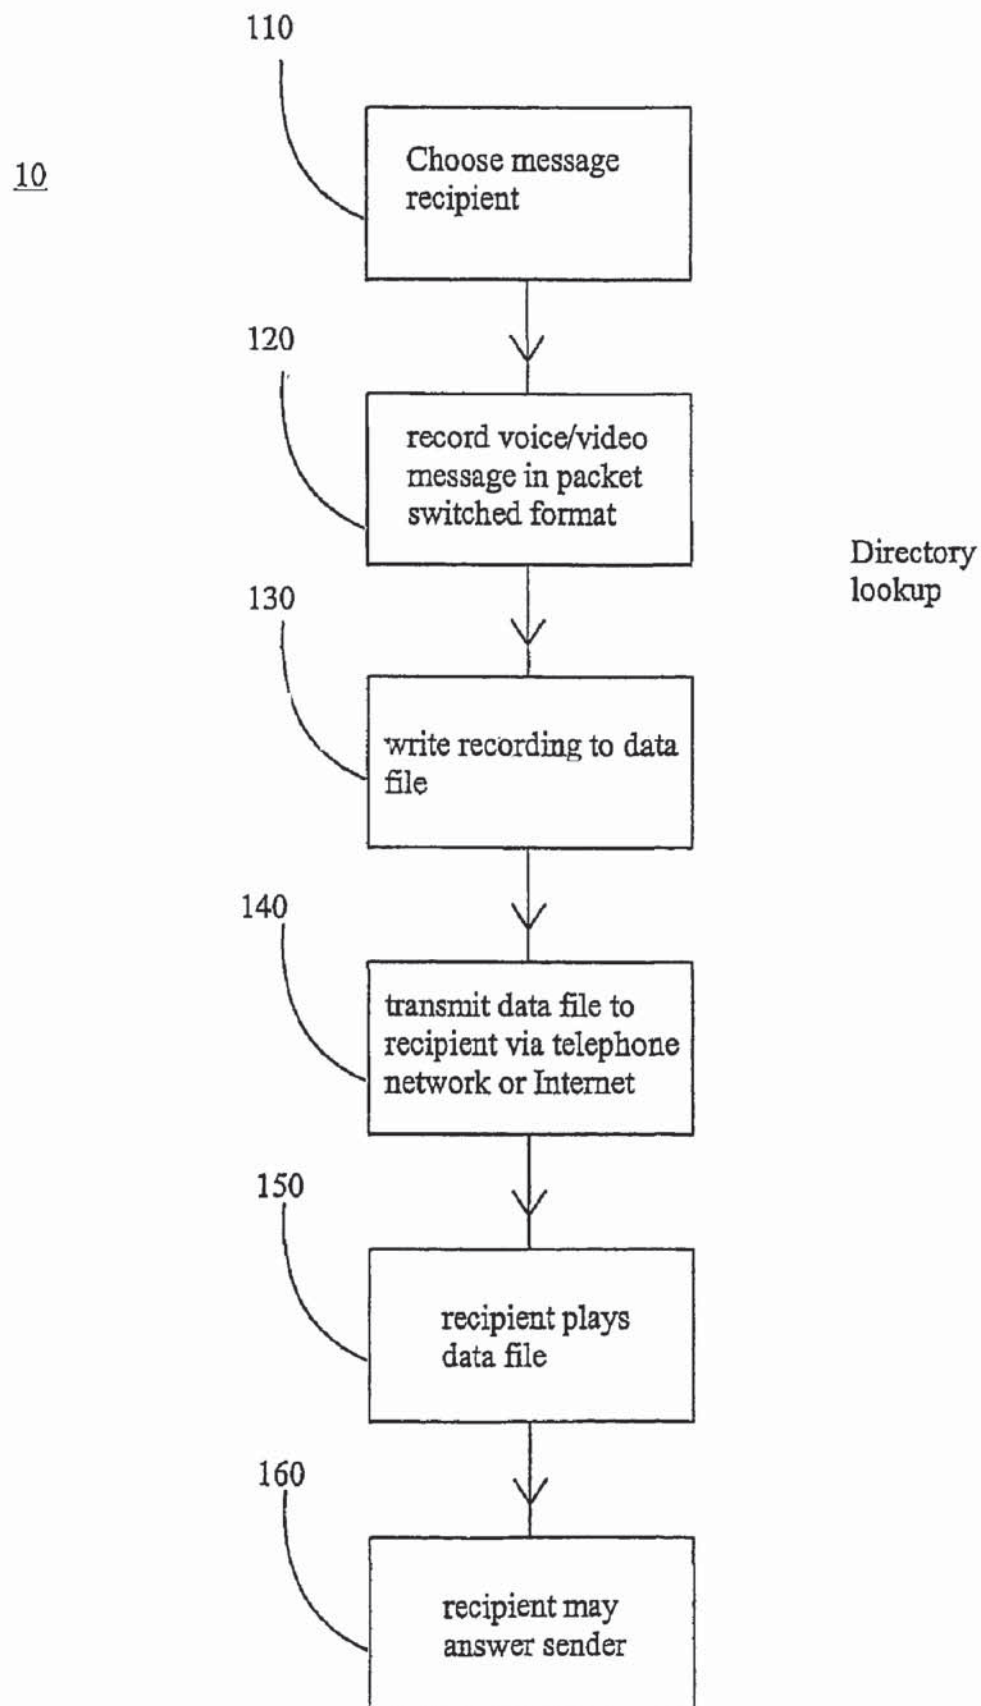 110
10
Choose message
recipient
120
record voice/video
message in packet
switched format
Directory
lookup
130
write recording to data
file
140
transmit data file to
recipient via telephone
network or Internet
150
recipient plays
data file
160
recipient may
answer sender